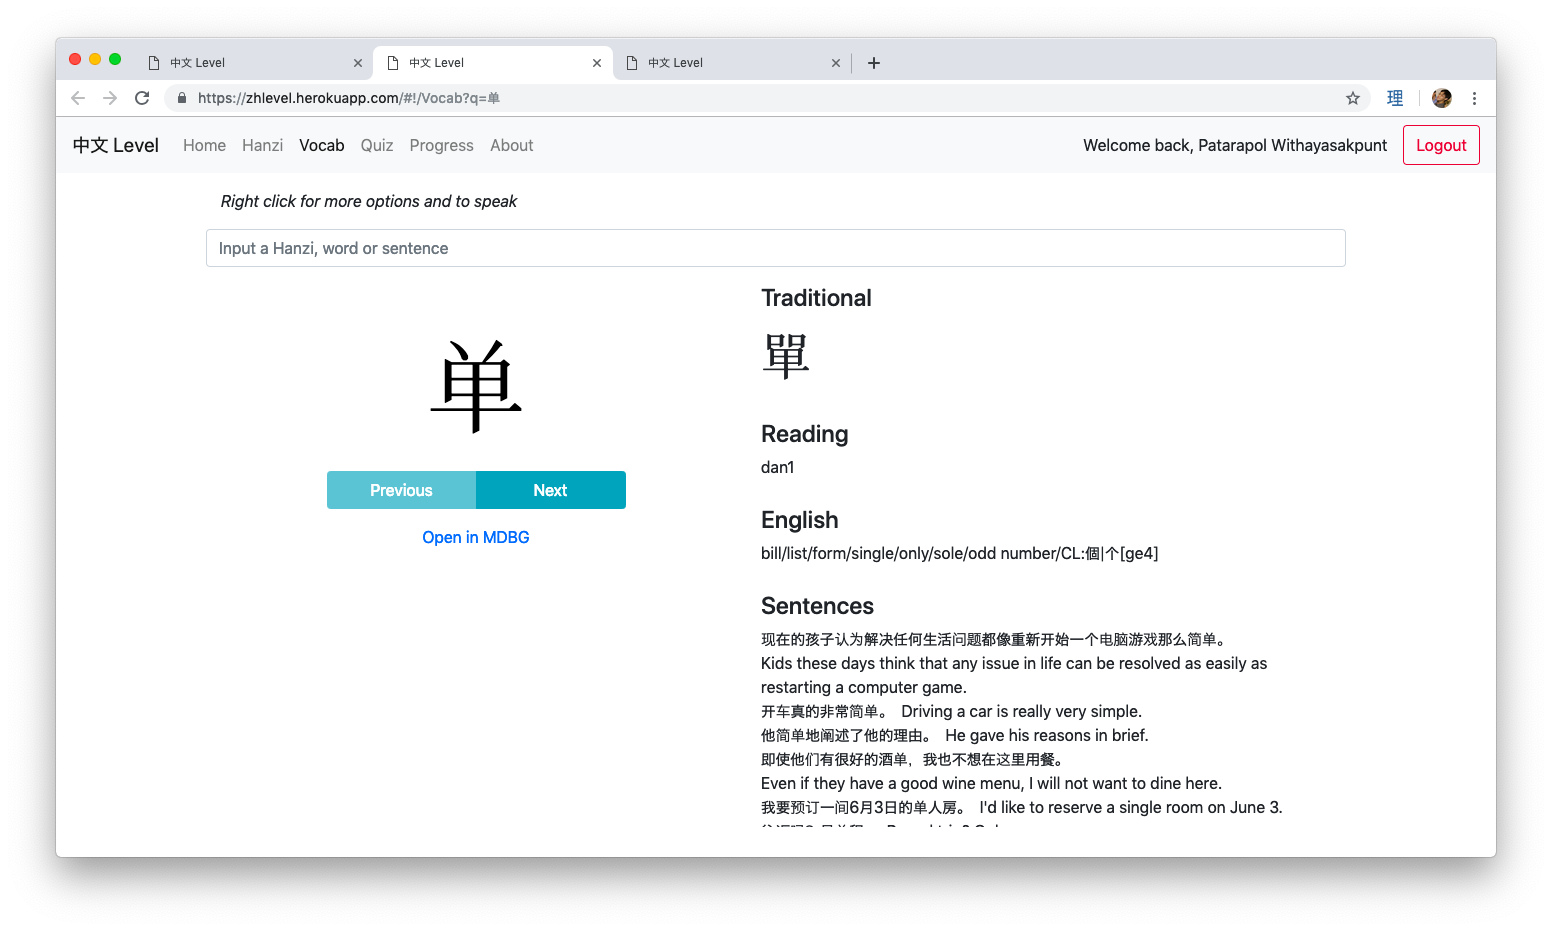 中文 Level
中文 Level
中文 Level
https://zhlevel.herokuapp.com/#!/Vocab?q=单
理
中文 Level Home Hanzi Vocab Quiz Progress About Welcome back, Patarapol Withayasakpunt Logout
Right click for more options and to speak
Input a Hanzi, word or sentence
单
Previous Next
Open in MDBG
Traditional
單
Reading
dan1
English
bill/list/form/single/only/sole/odd number/CL:個|个[ge4]
Sentences
现在的孩子认为解决任何生活问题都像重新开始一个电脑游戏那么简单。
Kids these days think that any issue in life can be resolved as easily as
restarting a computer game.
开车真的非常简单。 Driving a car is really very simple.
他简单地阐述了他的理由。 He gave his reasons in brief.
即使他们有很好的酒单，我也不想在这里用餐。
Even if they have a good wine menu, I will not want to dine here.
我要预订一间6月3日的单人房。 I'd like to reserve a single room on June 3.